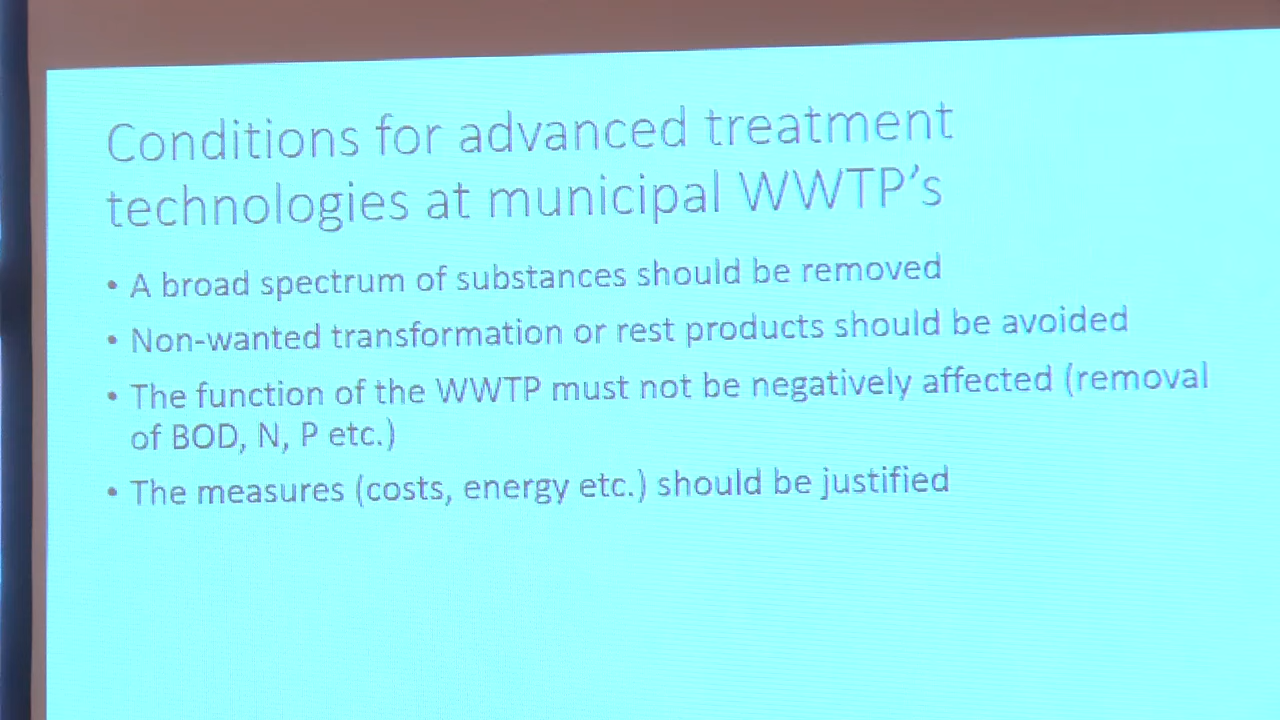 Conditions for advanced treatment
technologies at municipal WWTP's
• A broad spectrum of substances should be removed
• Non-wanted transformation or rest products should be avoided
• The function of the WWTP must not be negatively affected (removal
of BOD, N, P etc.)
• The measures (costs, energy etc.) should be justified